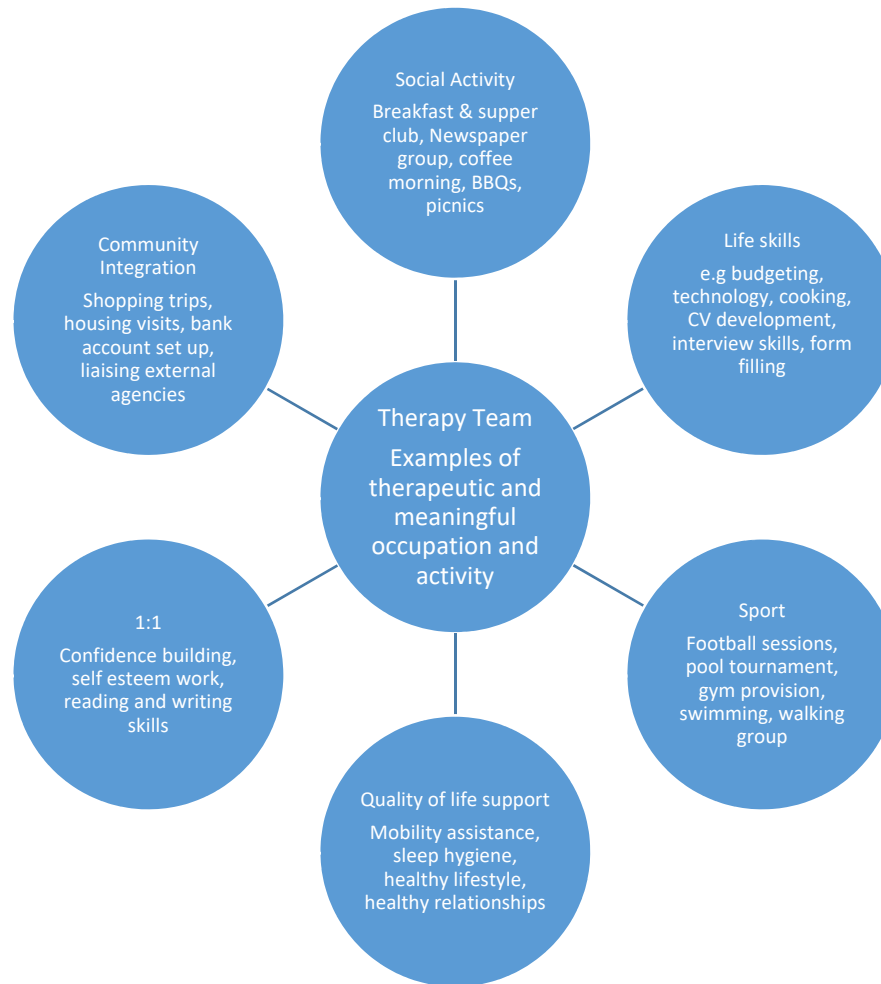 Social Activity
Breakfast & supper
club, Newspaper
group, coffee
morning, BBQs,
picnics
Life skills
e.g budgeting,
technology, cooking,
CV development,
interview skills, form
filling
Sport
Football sessions,
pool tournament,
gym provision,
swimming, walking
group
Quality of life support
Mobility assistance,
sleep hygiene,
healthy lifestyle,
healthy relationships
1:1
Confidence building,
self esteem work,
reading and writing
skills
Community
Integration
Shopping trips,
housing visits, bank
account set up,
liaising external
agencies
Therapy Team
Examples of
therapeutic and
meaningful
occupation and
activity